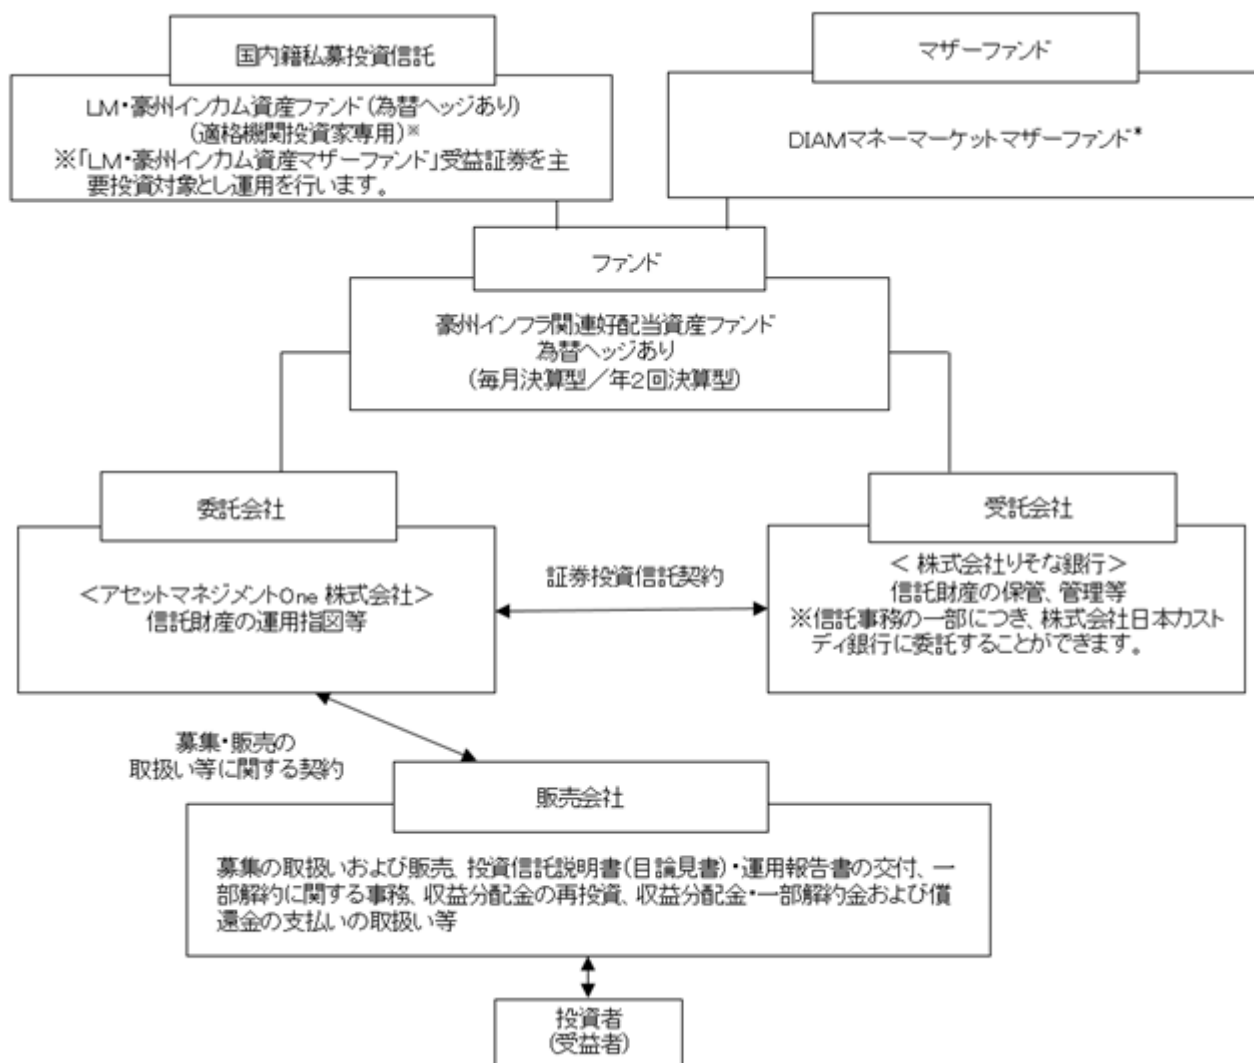 国内籍私募投資信託
LM・豪州インカム資産ファンド(為替ヘッジあり)
(適格機関投資家専用)※
※「LM・豪州インカム資産マザーファンド」受益証券を主
要投資対象とし運用を行います。
マザーファンド
DIAMマネーマーケットマザーファンド*
ファンド
豪州インフラ関連好配当資産ファンド
為替ヘッジあり
(毎月決算型／年2回決算型)
委託会社
＜アセットマネジメントOne 株式会社＞
信託財産の運用指図等
証券投資信託契約
受託会社
＜ 株式会社りそな銀行＞
信託財産の保管、管理等
※信託事務の一部につき、株式会社日本カスト
ディ銀行に委託することができます。
募集・販売の
取扱い等に関する契約
販売会社
募集の取扱いおよび販売、投資信託説明書(目論見書)・運用報告書の交付、一
部解約に関する事務、収益分配金の再投資、収益分配金・一部解約金および償
還金の支払いの取扱い等
投資者
(受益者)